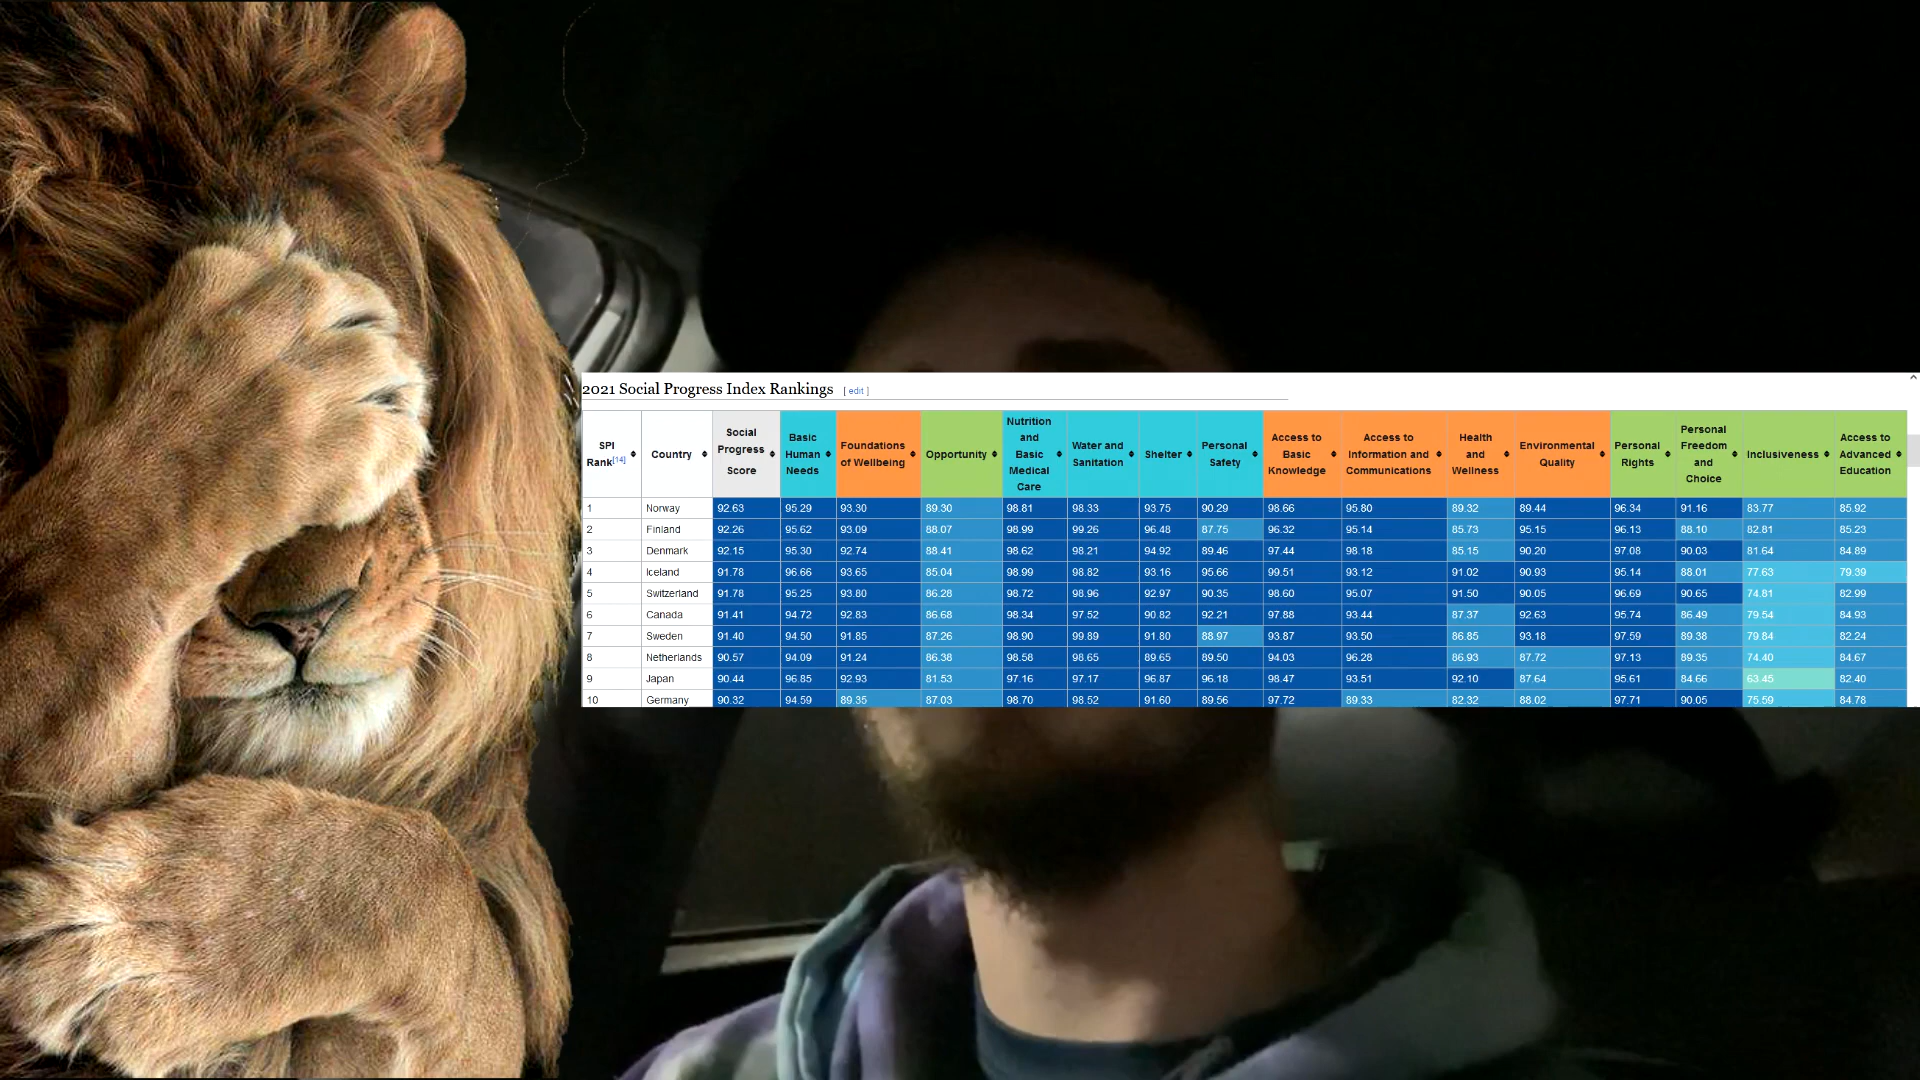 2021 Social Progress Index Rankings [ edit ]
SPI Rank[14] Country Social Progress Score Basic Human Needs Foundations of Wellbeing Opportunity Nutrition and Basic Medical Care Water and Sanitation Shelter Personal Safety Access to Basic Knowledge Access to Information and Communications Health and Wellness Environmental Quality Personal Rights Personal Freedom and Choice Inclusiveness Access to Advanced Education
1 Norway 92.63 95.29 93.30 89.30 98.81 98.33 93.75 90.29 98.66 95.80 89.32 89.44 96.34 91.16 83.77 85.92
2 Finland 92.26 95.62 93.09 88.07 98.99 99.26 96.48 87.75 96.32 95.14 85.73 95.15 96.13 88.10 82.81 85.23
3 Denmark 92.15 95.30 92.74 88.41 98.62 98.21 94.92 89.46 97.44 98.18 85.15 90.20 97.08 90.03 81.64 84.89
4 Iceland 91.78 96.66 93.65 85.04 98.99 98.82 93.16 95.66 99.51 93.12 91.02 90.93 95.14 88.01 77.63 79.39
5 Switzerland 91.78 95.25 93.80 86.28 98.72 98.96 92.97 90.35 98.60 95.07 91.50 90.05 96.69 90.65 74.81 82.99
6 Canada 91.41 94.72 92.83 86.68 98.34 97.52 90.82 92.21 97.88 93.44 87.37 92.63 95.74 86.49 79.54 84.93
7 Sweden 91.40 94.50 91.85 87.26 98.90 99.89 91.80 88.97 93.87 93.50 86.85 93.18 97.59 89.38 79.84 82.24
8 Netherlands 90.57 94.09 91.24 86.38 98.58 98.65 89.65 89.50 94.03 96.28 86.93 87.72 97.13 89.35 74.40 84.67
9 Japan 90.44 96.85 92.93 81.53 97.16 97.17 96.87 96.18 98.47 93.51 92.10 87.64 95.61 84.66 63.45 82.40
10 Germany 90.32 94.59 89.35 87.03 98.70 98.52 91.60 89.56 97.72 89.33 82.32 88.02 97.71 90.05 75.59 84.78